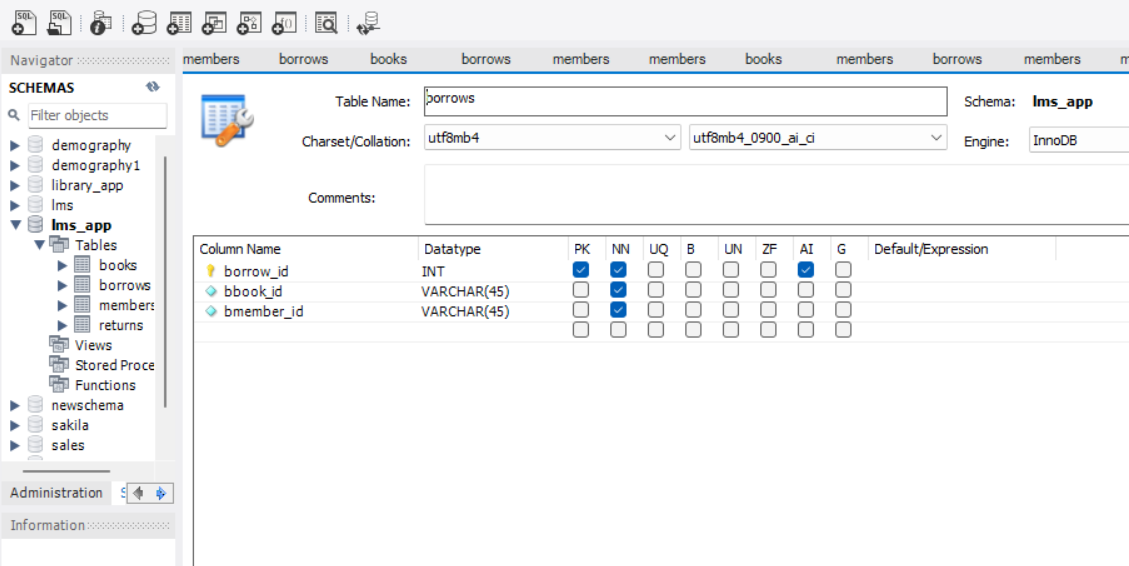 SQL SQL
Navigator
members borrows books borrows members members books members borrows members m
SCHEMAS
Filter objects
demography
demography1
library_app
lms
lms_app
Tables
books
borrows
members
returns
Views
Stored Proce
Functions
newschema
sakila
sales
Administration S
Information
Table Name: borrows Schema: lms_app
Charset/Collation: utf8mb4 utf8mb4_0900_ai_ci Engine: InnoDB
Comments:
Column Name Datatype PK NN UQ B UN ZF AI G Default/Expression
borrow_id INT
bbook_id VARCHAR(45)
bmember_id VARCHAR(45)